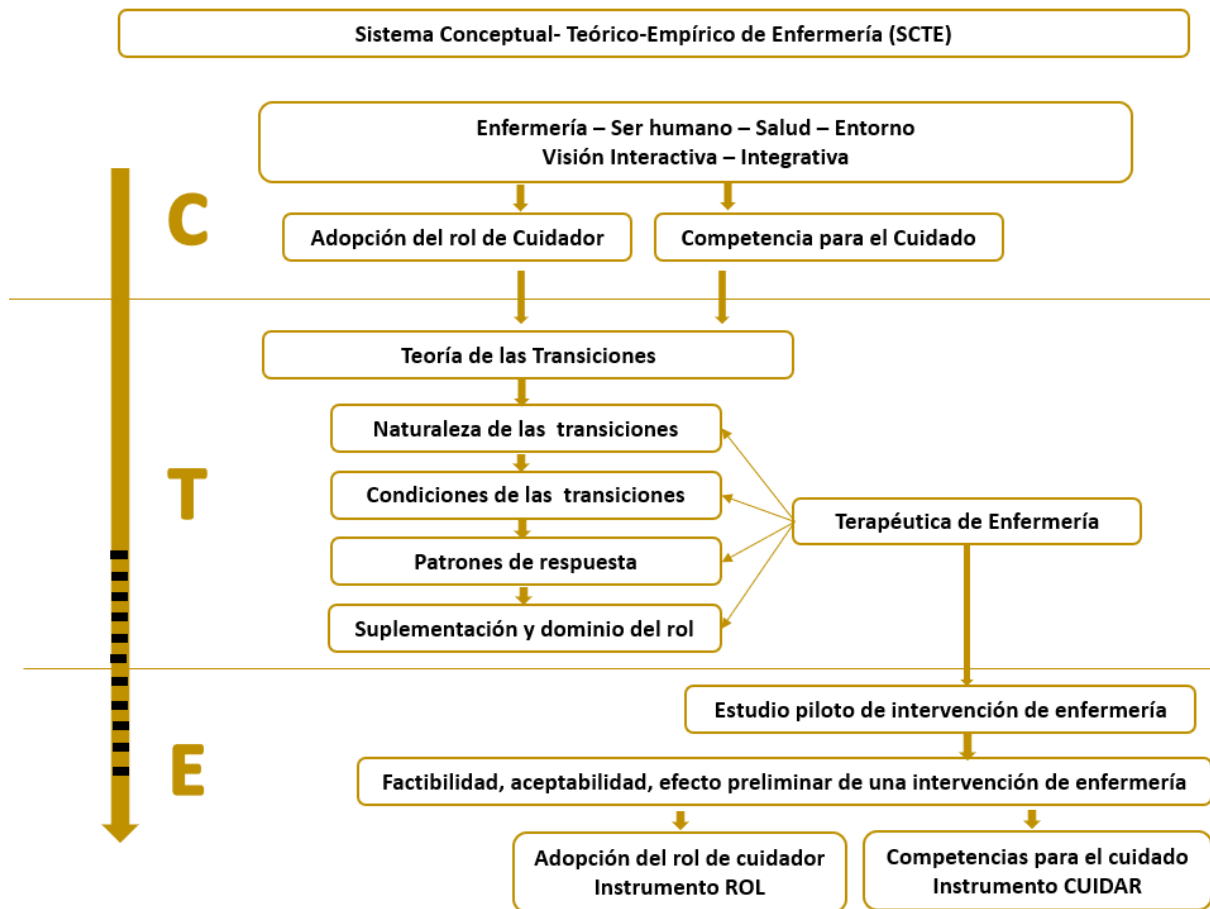 Sistema Conceptual- Teórico-Empírico de Enfermería (SCTE)
Enfermería – Ser humano – Salud – Entorno
Visión Interactiva – Integrativa
C
Adopción del rol de Cuidador
Competencia para el Cuidado
Teoría de las Transiciones
Naturaleza de las  transiciones
T
Condiciones de las  transiciones
Terapéutica de Enfermería
Patrones de respuesta
Suplementación y dominio del rol
E
Estudio piloto de intervención de enfermería
Factibilidad, aceptabilidad, efecto preliminar de una intervención de enfermería
Adopción del rol de cuidador
Instrumento ROL
Competencias para el cuidado
Instrumento CUIDAR